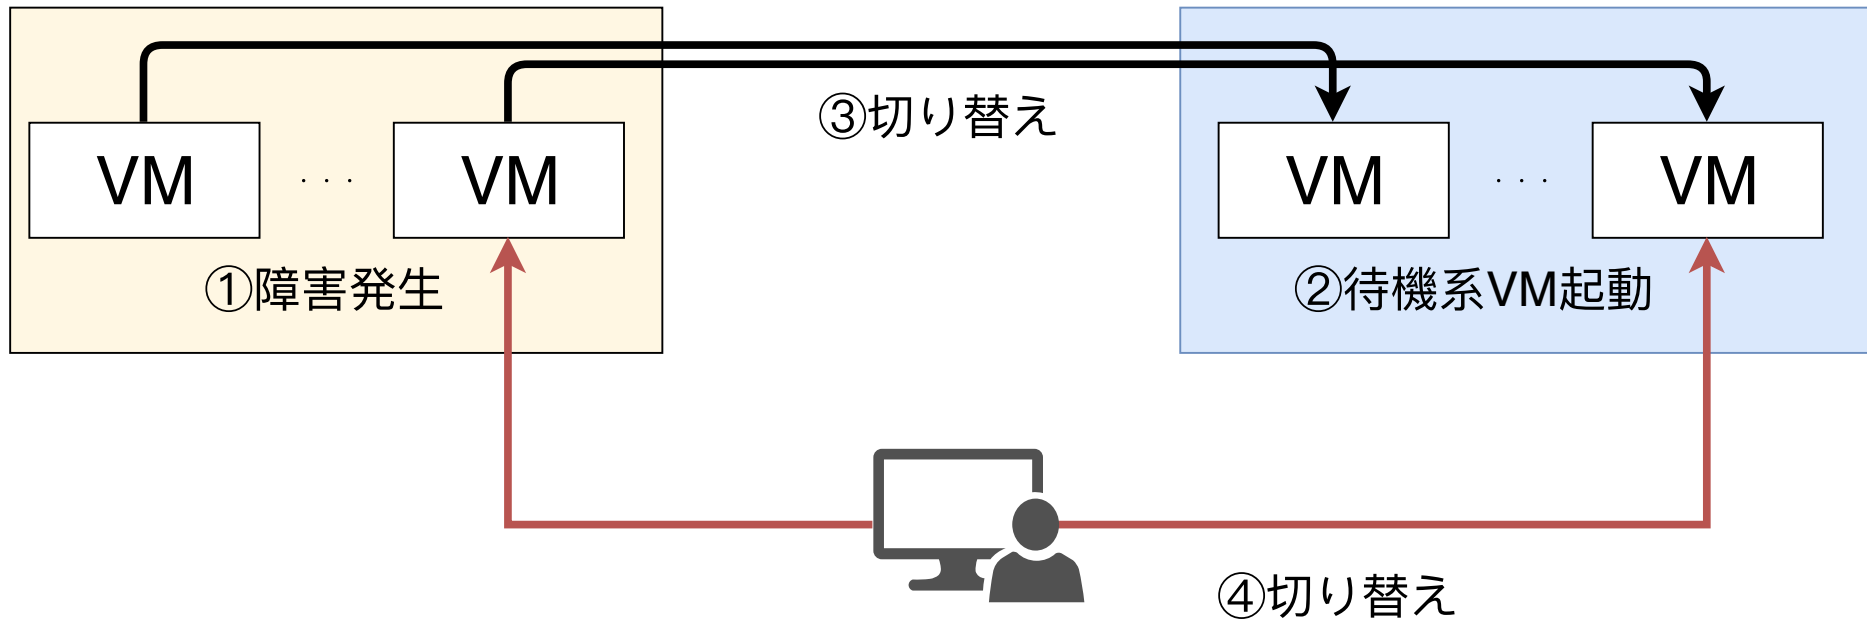 ③切り替え
VM . . . VM
VM . . . VM
①障害発生
②待機系VM起動
④切り替え